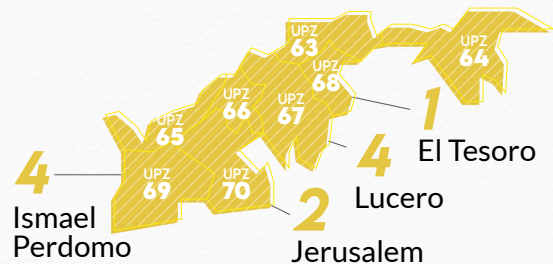 UPZ
63
UPZ
64
UPZ
68
UPZ
66
UPZ
67
UPZ
65
UPZ
69
UPZ
70
1
El Tesoro
4
Lucero
2
Jerusalem
4
Ismael
Perdomo